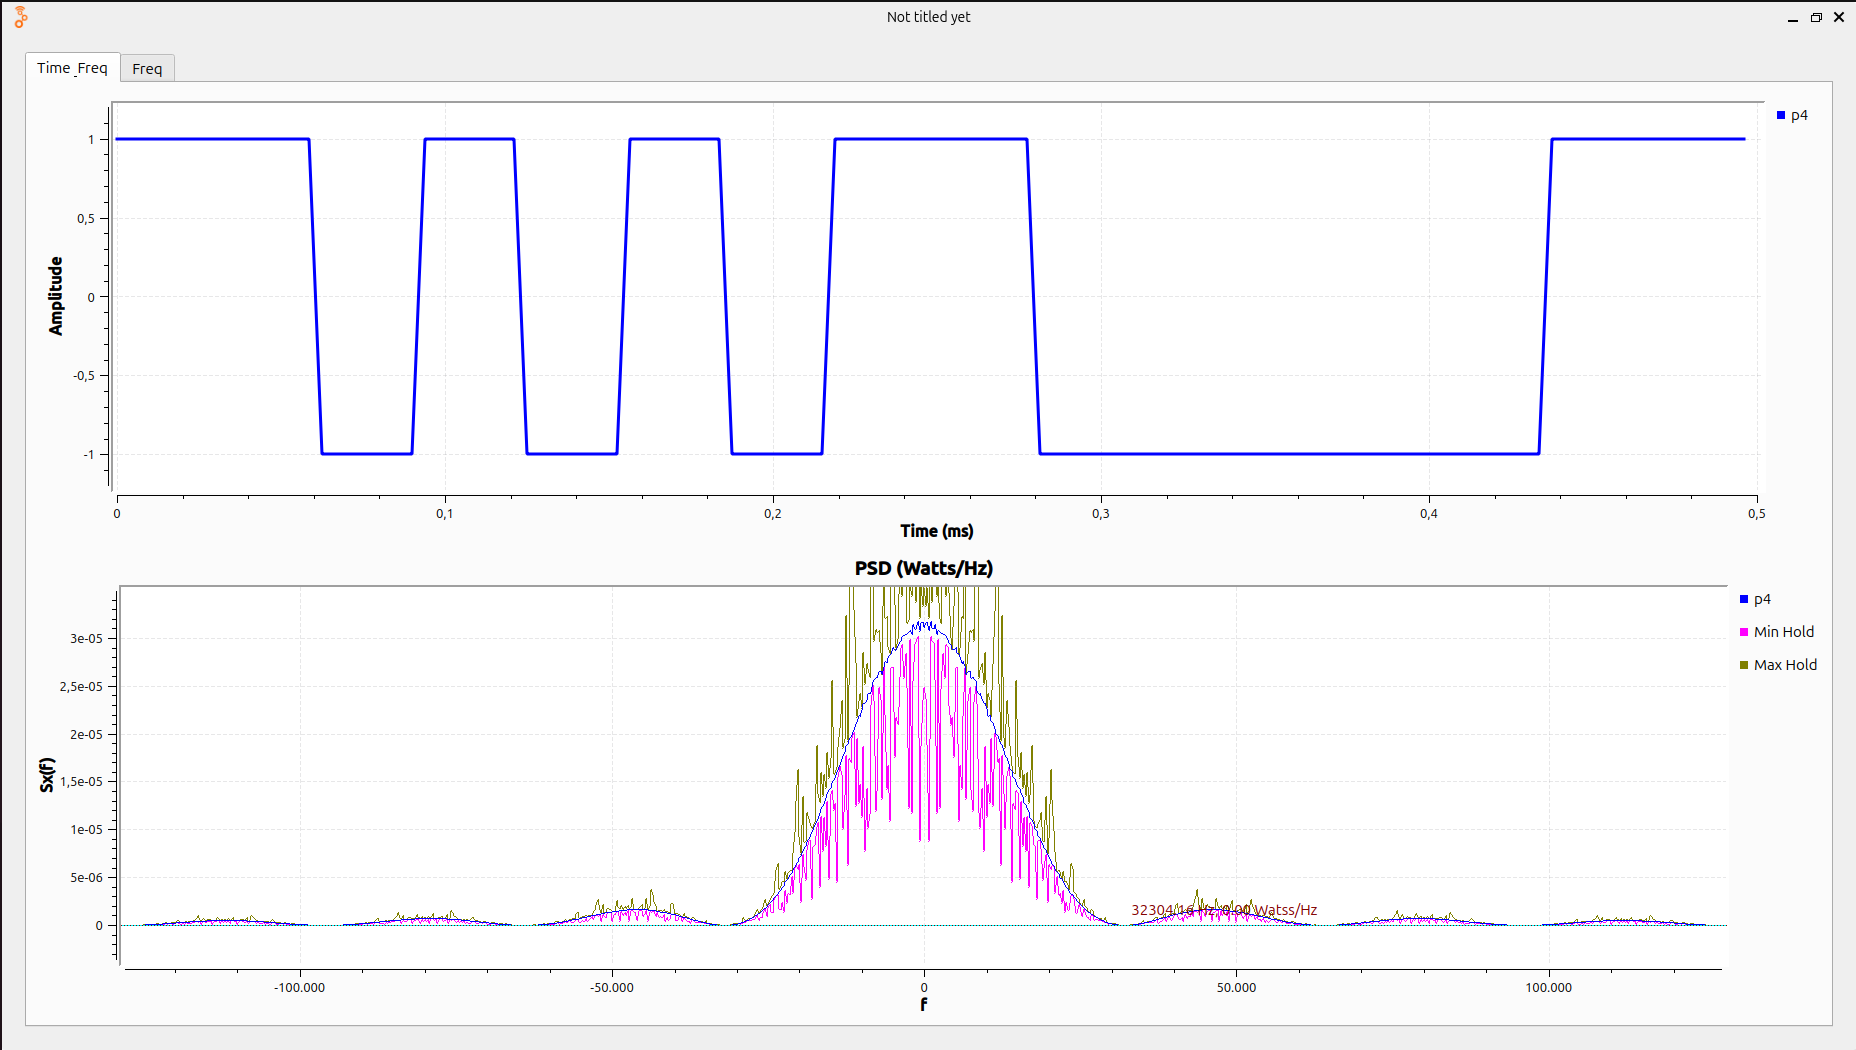 Not titled yet
Time_Freq
Freq
p4
1
0,5
0
-0,5
-1
Amplitude
0
0,1
0,2
0,3
0,4
0,5
Time (ms)
PSD (Watts/Hz)
p4
Min Hold
Max Hold
3e-05
2,5e-05
2e-05
1,5e-05
1e-05
5e-06
0
Sx(f)
Watss/Hz
-100.000
-50.000
0
50.000
100.000
f